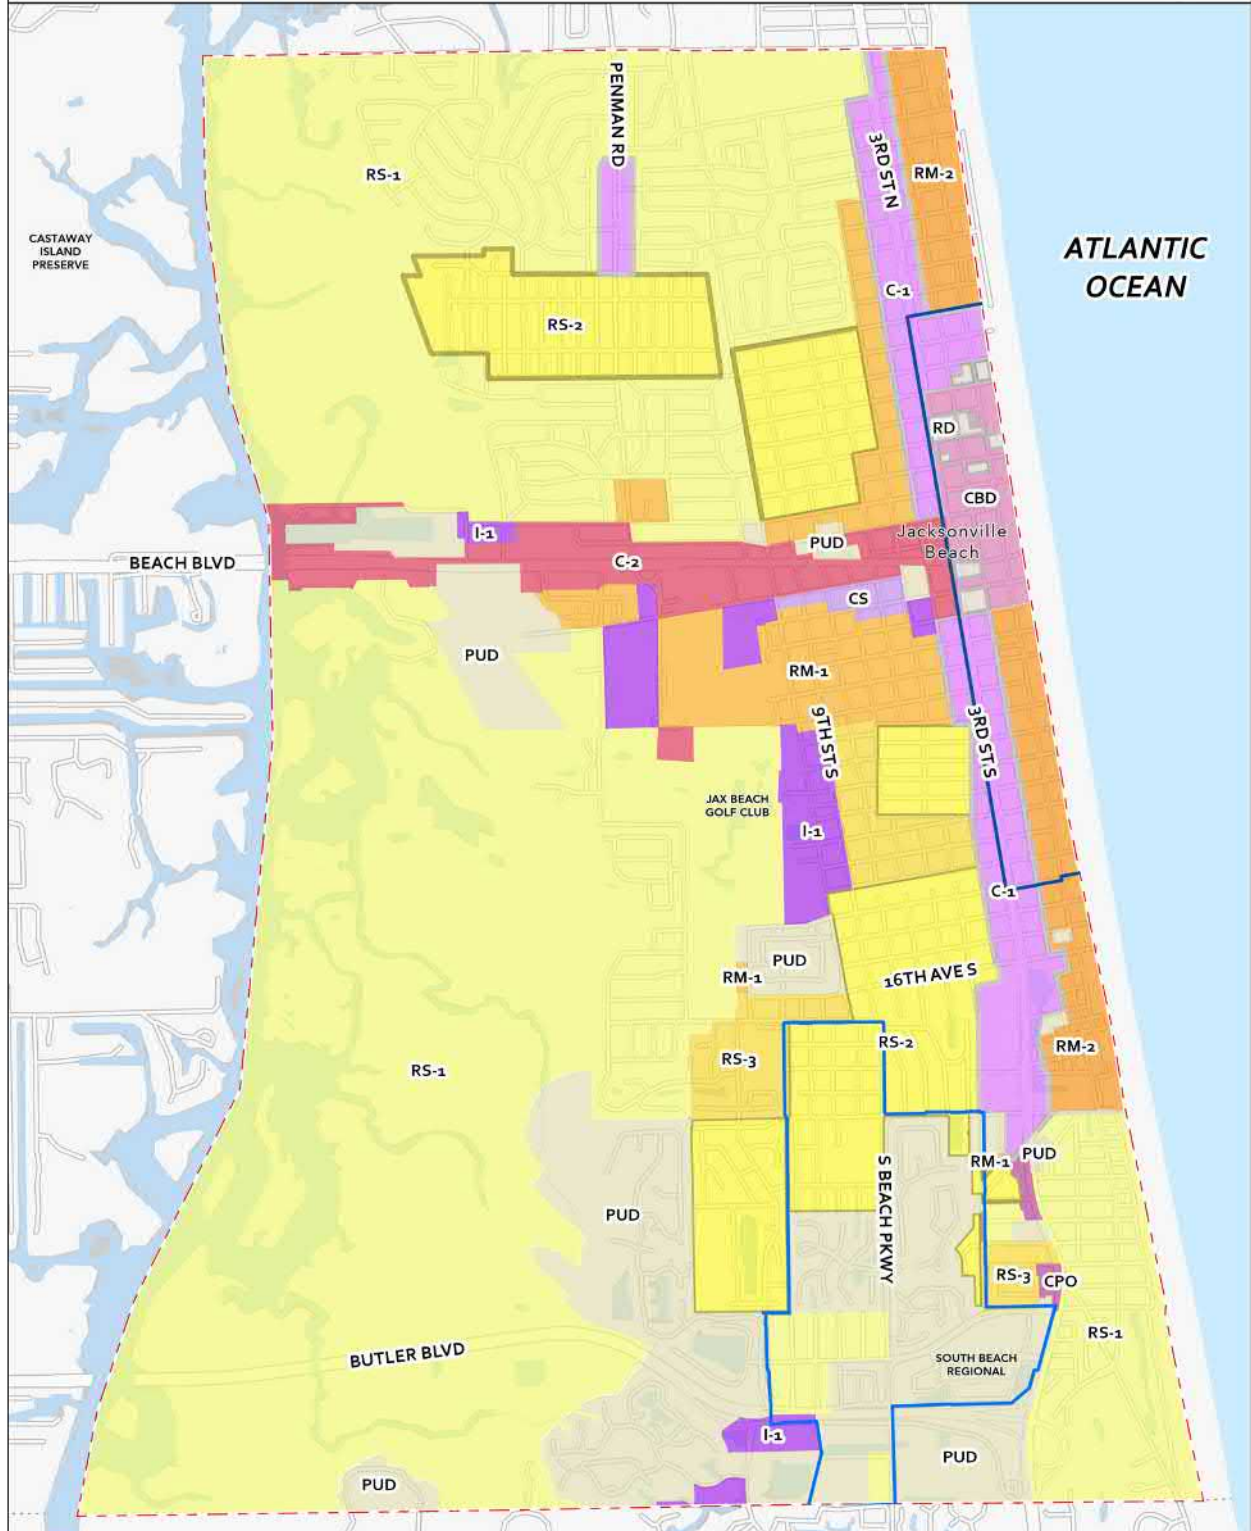 PENMAN RD
3RD ST N
RS-1
RM-2
CASTAWAY
ISLAND
PRESERVE
ATLANTIC
OCEAN
C-1
RS-2
RD
CBD
I-1
Jacksonville
Beach
PUD
BEACH BLVD
C-2
CS
PUD
RM-1
9TH ST S
3RD ST S
JAX BEACH
GOLF CLUB
I-1
C-1
PUD
16TH AVE S
RM-1
RS-2
RM-2
RS-3
RS-1
PUD
RM-1
S BEACH PKWY
PUD
RS-3
CPO
RS-1
BUTLER BLVD
SOUTH BEACH
REGIONAL
I-1
PUD
PUD